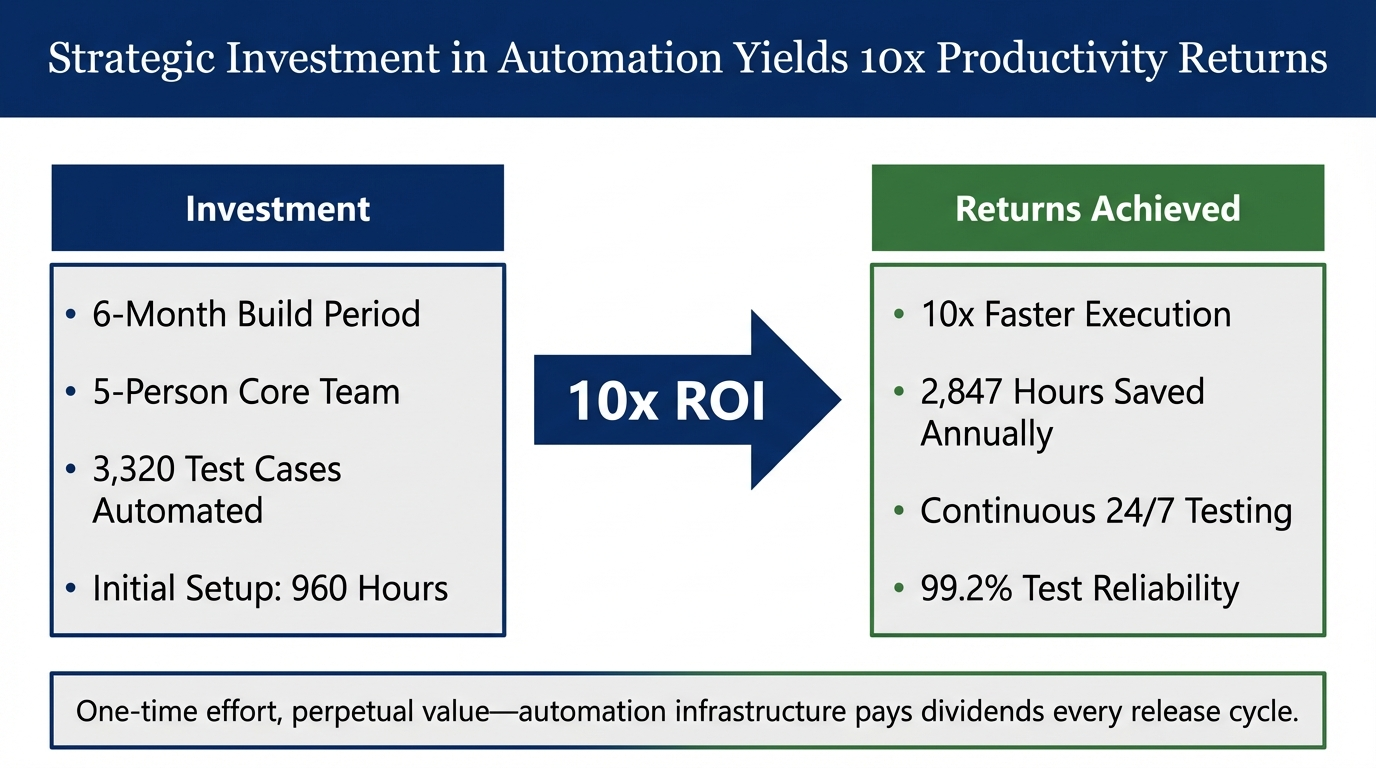 Strategic Investment in Automation Yields 10x Productivity Returns
Investment
• 6-Month Build Period
• 5-Person Core Team
• 3,320 Test Cases
Automated
• Initial Setup: 960 Hours
10x ROI
Returns Achieved
• 10x Faster Execution
• 2,847 Hours Saved
Annually
• Continuous 24/7 Testing
• 99.2% Test Reliability
One-time effort, perpetual value—automation infrastructure pays dividends every release cycle.